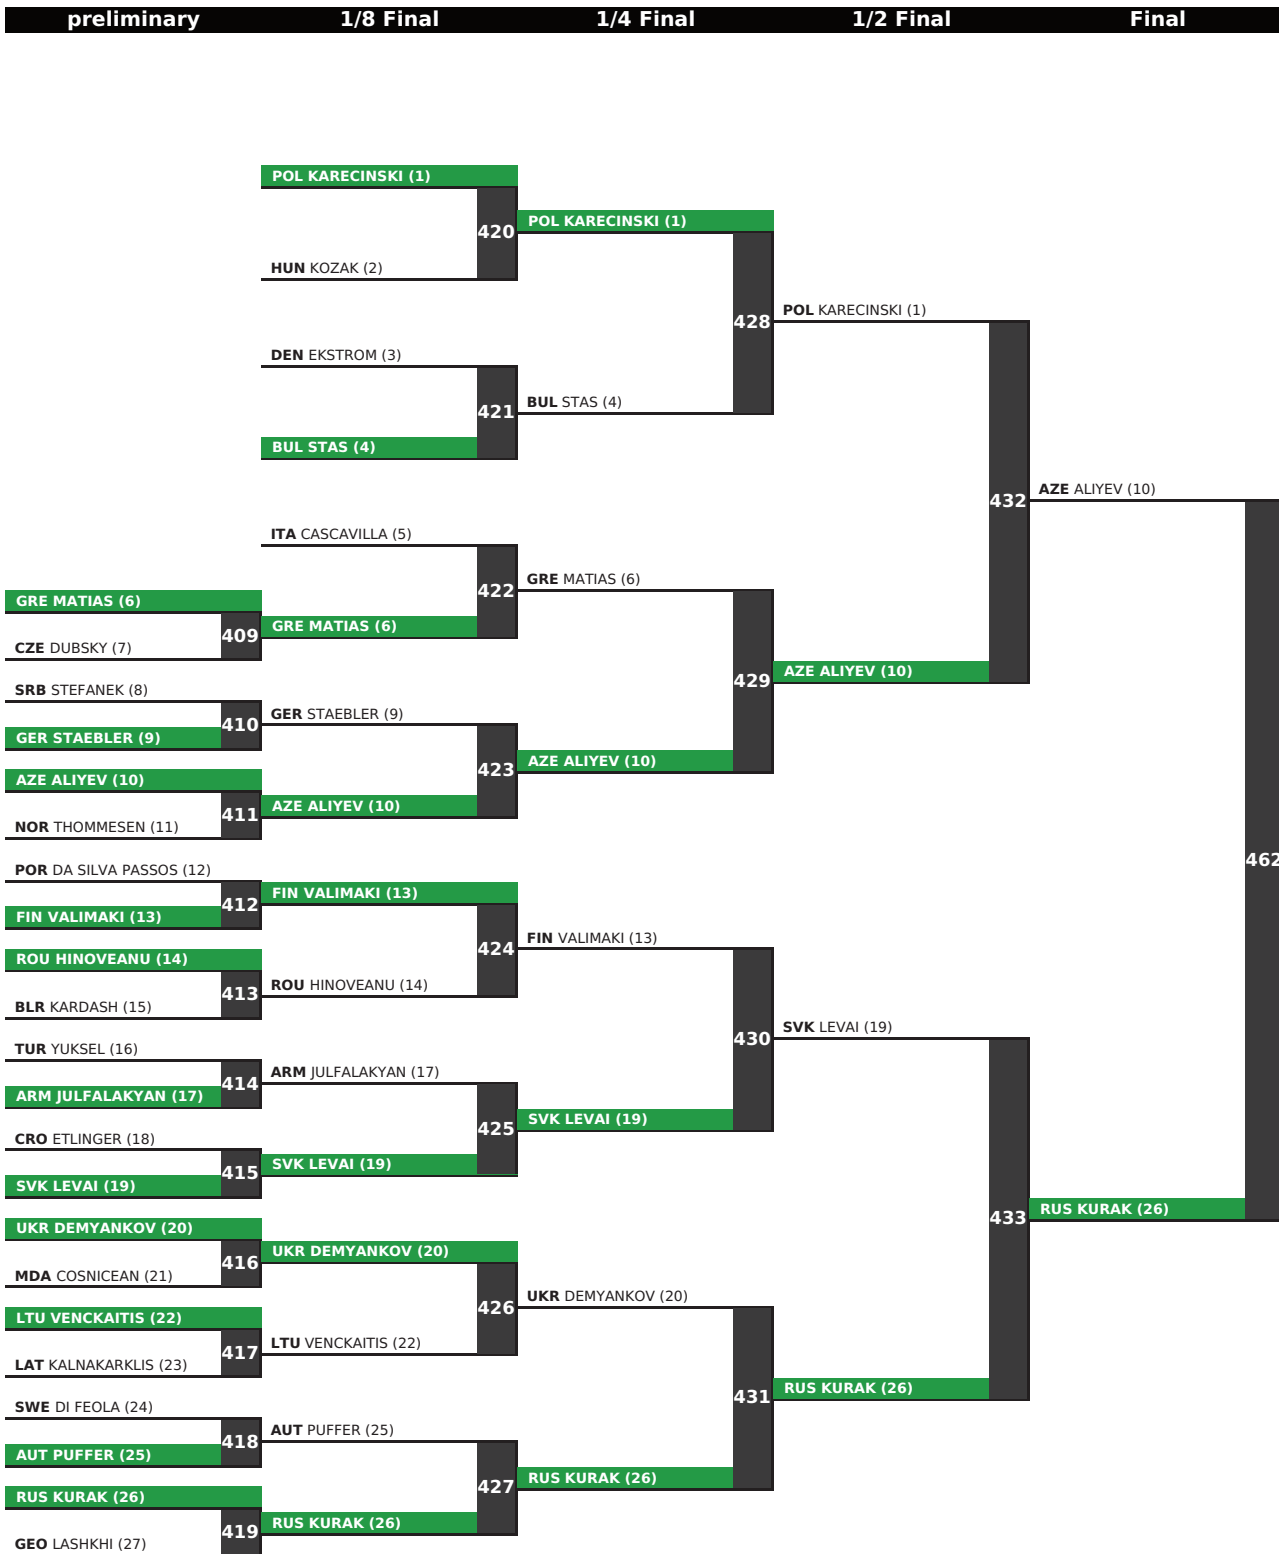 preliminary
1/8 Final
1/4 Final
1/2 Final
Final
GRE MATIAS (6)
409
CZE DUBSKY (7)
SRB STEFANEK (8)
410
GER STAEBLER (9)
AZE ALIYEV (10)
411
NOR THOMMESEN (11)
POR DA SILVA PASSOS (12)
412
FIN VALIMAKI (13)
ROU HINOVEANU (14)
413
BLR KARDASH (15)
TUR YUKSEL (16)
414
ARM JULFALAKYAN (17)
CRO ETLINGER (18)
415
SVK LEVAI (19)
UKR DEMYANKOV (20)
416
MDA COSNICEAN (21)
LTU VENCKAITIS (22)
417
LAT KALNAKARKLIS (23)
SWE DI FEOLA (24)
418
AUT PUFFER (25)
RUS KURAK (26)
419
GEO LASHKHI (27)
POL KARECINSKI (1)
420
HUN KOZAK (2)
DEN EKSTROM (3)
421
BUL STAS (4)
ITA CASCAVILLA (5)
422
GRE MATIAS (6)
GER STAEBLER (9)
423
AZE ALIYEV (10)
FIN VALIMAKI (13)
424
ROU HINOVEANU (14)
ARM JULFALAKYAN (17)
425
SVK LEVAI (19)
UKR DEMYANKOV (20)
426
LTU VENCKAITIS (22)
AUT PUFFER (25)
427
RUS KURAK (26)
POL KARECINSKI (1)
428
BUL STAS (4)
GRE MATIAS (6)
429
AZE ALIYEV (10)
FIN VALIMAKI (13)
430
SVK LEVAI (19)
UKR DEMYANKOV (20)
431
RUS KURAK (26)
POL KARECINSKI (1)
432
AZE ALIYEV (10)
SVK LEVAI (19)
433
RUS KURAK (26)
AZE ALIYEV (10)
462
RUS KURAK (26)